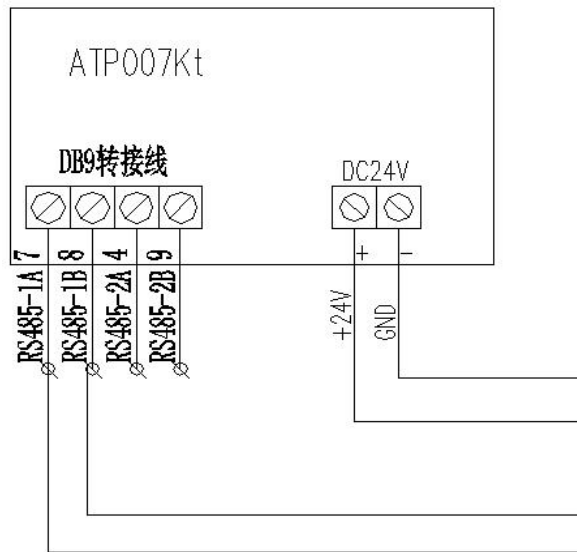 ATP007Kt
DB9转接线
DC24V
7 8 4 9
+ -
RS485-1A
RS485-1B
RS485-2A
RS485-2B
+24V
GND